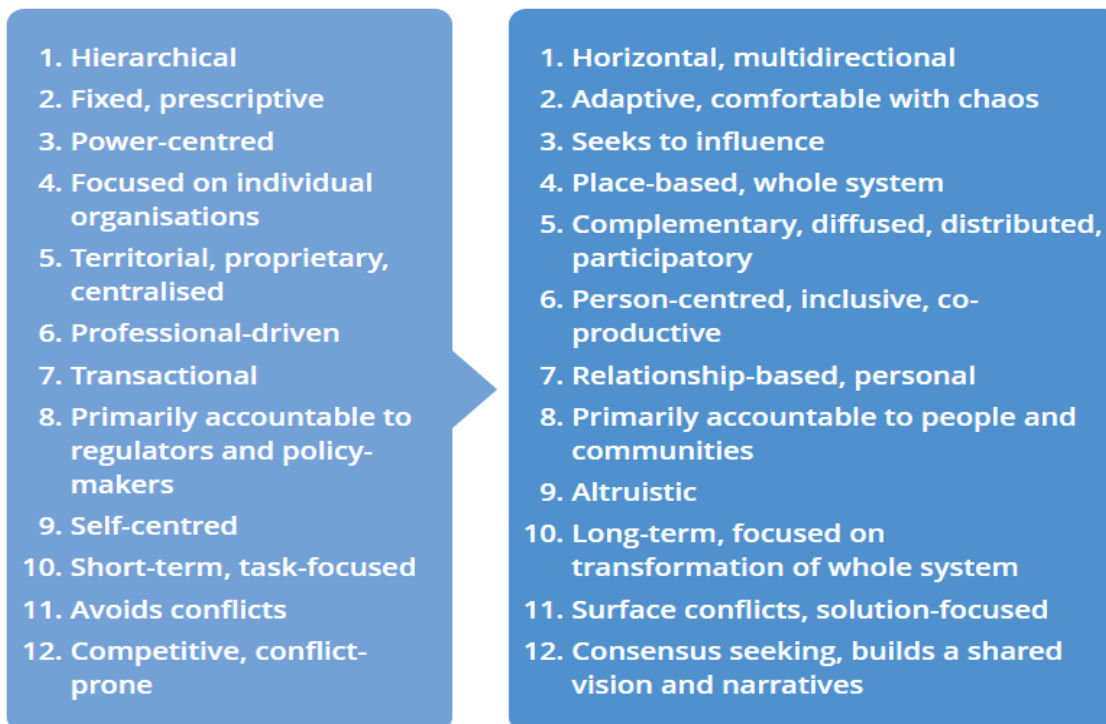 1. Hierarchical
2. Fixed, prescriptive
3. Power-centred
4. Focused on individual
organisations
5. Territorial, proprietary,
centralised
6. Professional-driven
7. Transactional
8. Primarily accountable to
regulators and policy-
makers
9. Self-centred
10. Short-term, task-focused
11. Avoids conflicts
12. Competitive, conflict-
prone
1. Horizontal, multidirectional
2. Adaptive, comfortable with chaos
3. Seeks to influence
4. Place-based, whole system
5. Complementary, diffused, distributed,
participatory
6. Person-centred, inclusive, co-
productive
7. Relationship-based, personal
8. Primarily accountable to people and
communities
9. Altruistic
10. Long-term, focused on
transformation of whole system
11. Surface conflicts, solution-focused
12. Consensus seeking, builds a shared
vision and narratives